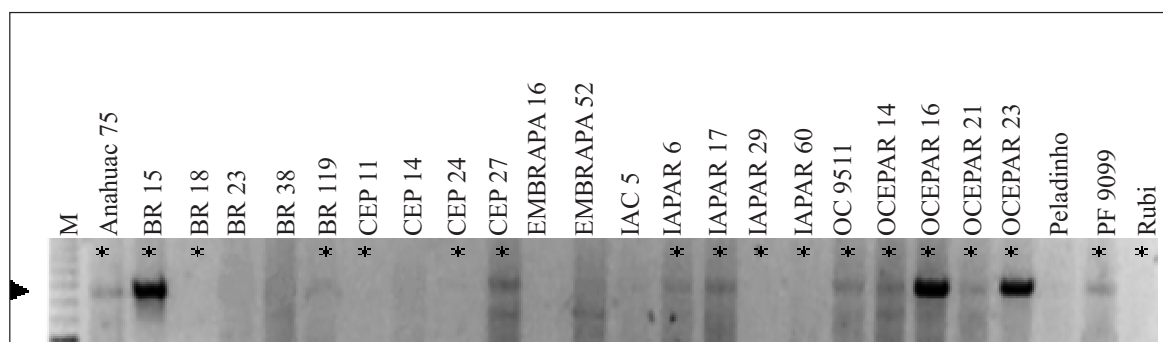 M
Anahuac 75
BR 15
BR 18
BR 23
BR 38
BR 119
CEP 11
CEP 14
CEP 24
CEP 27
EMBRAPA 16
EMBRAPA 52
IAC 5
IAPAR 6
IAPAR 17
IAPAR 29
IAPAR 60
OC 9511
OCEPAR 14
OCEPAR 16
OCEPAR 21
OCEPAR 23
Peladinho
PF 9099
Rubi
* * * * * * * * * * * * * * * * * *